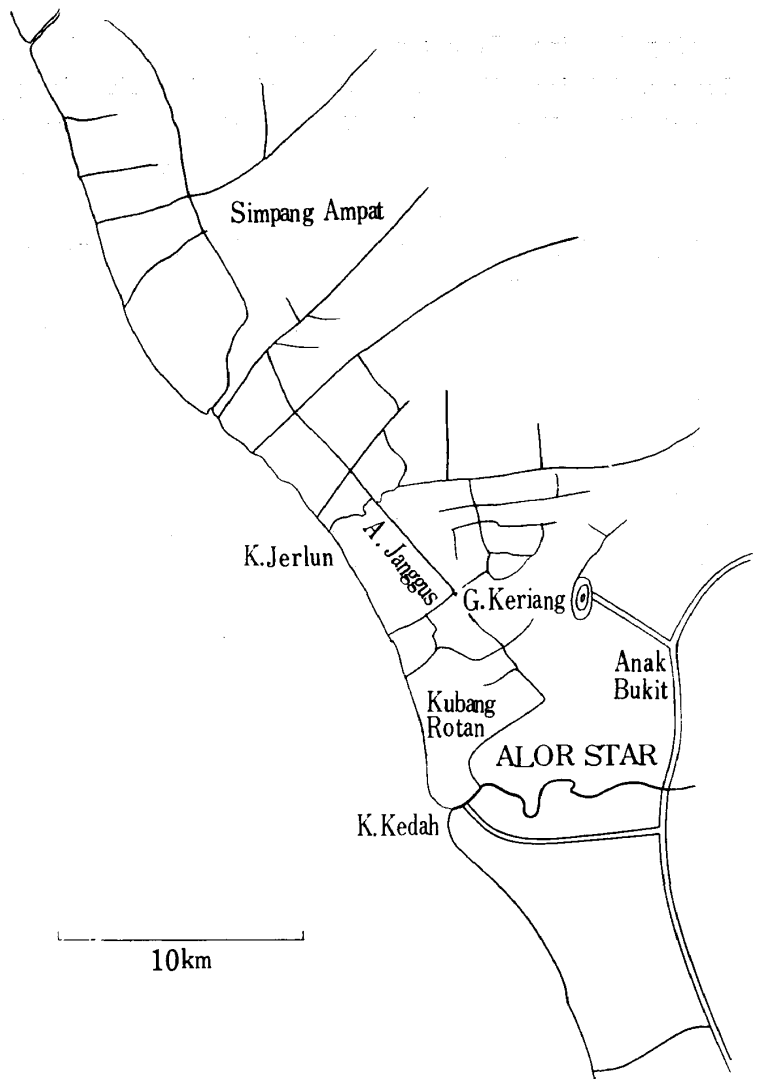 Simpang Ampat
K.Jerlun
A. Janggus
G.Keriang
Anak
Bukit
Kubang
Rotan
ALOR STAR
K.Kedah
10km